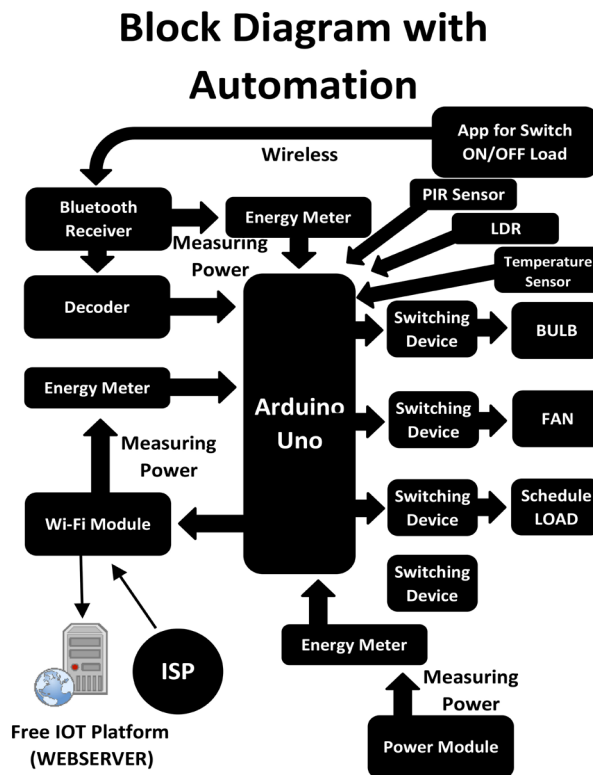 Block Diagram with
Automation
App for Switch
ON/OFF Load
Wireless
PIR Sensor
Bluetooth
Receiver
Energy Meter
LDR
Measuring
Power
Temperature
Sensor
Decoder
Switching
Device
BULB
Energy Meter
Arduino
Uno
Switching
Device
FAN
Measuring
Power
Wi-Fi Module
Switching
Device
Schedule
LOAD
Switching
Device
Energy Meter
ISP
Measuring
Power
Free IOT Platform
(WEBSERVER)
Power Module